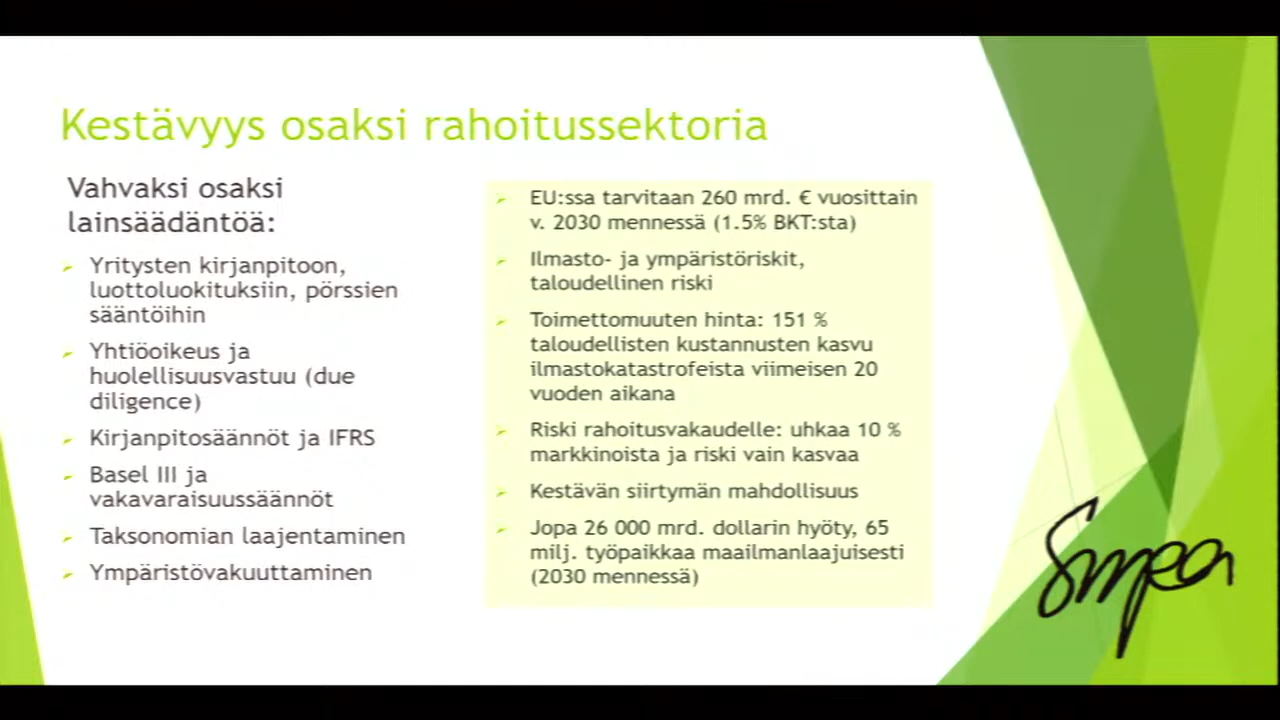 Kestävyys osaksi rahoitussektoria
Vahvaksi osaksi
lainsäädäntöä:
Yritysten kirjanpitoon,
luottoluokituksiin, pörssien
sääntöihin
Yhtiöoikeus ja
huolellisuusvastuu (due
diligence)
Kirjanpitosäännöt ja IFRS
Basel III ja
vakavaraisuussäännöt
Taksonomian laajentaminen
Ympäristövakuuttaminen
EU:ssa tarvitaan 260 mrd. € vuosittain
v. 2030 mennessä (1.5% BKT:sta)
Ilmasto- ja ympäristöriskit,
taloudellinen riski
Toimettomuuten hinta: 151 %
taloudellisten kustannusten kasvu
ilmastokatastrofeista viimeisen 20
vuoden aikana
Riski rahoitusvakaudelle: uhkaa 10 %
markkinoista ja riski vain kasvaa
Kestävän siirtymän mahdollisuus
Jopa 26 000 mrd. dollarin hyöty, 65
milj. työpaikkaa maailmanlaajuisesti
(2030 mennessä)
Sirpa